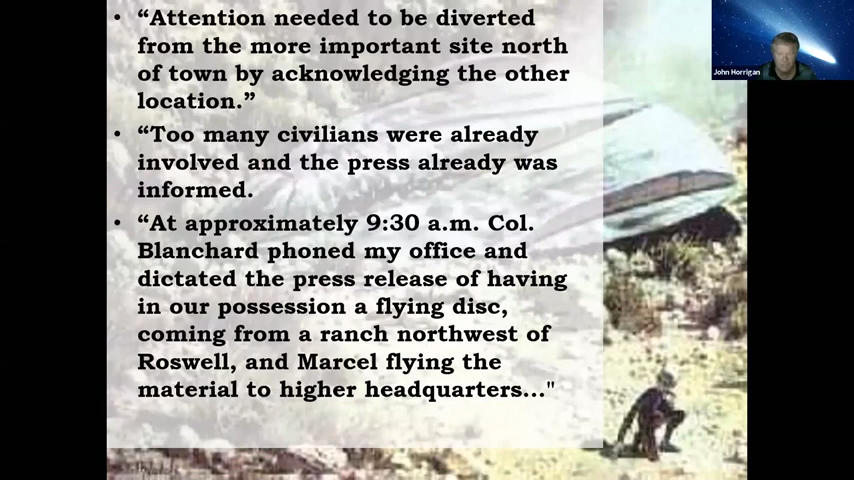 • “Attention needed to be diverted
from the more important site north
of town by acknowledging the other
location.”
• “Too many civilians were already
involved and the press already was
informed.
• “At approximately 9:30 a.m. Col.
Blanchard phoned my office and
dictated the press release of having
in our possession a flying disc,
coming from a ranch northwest of
Roswell, and Marcel flying the
material to higher headquarters..."
John Horrigan